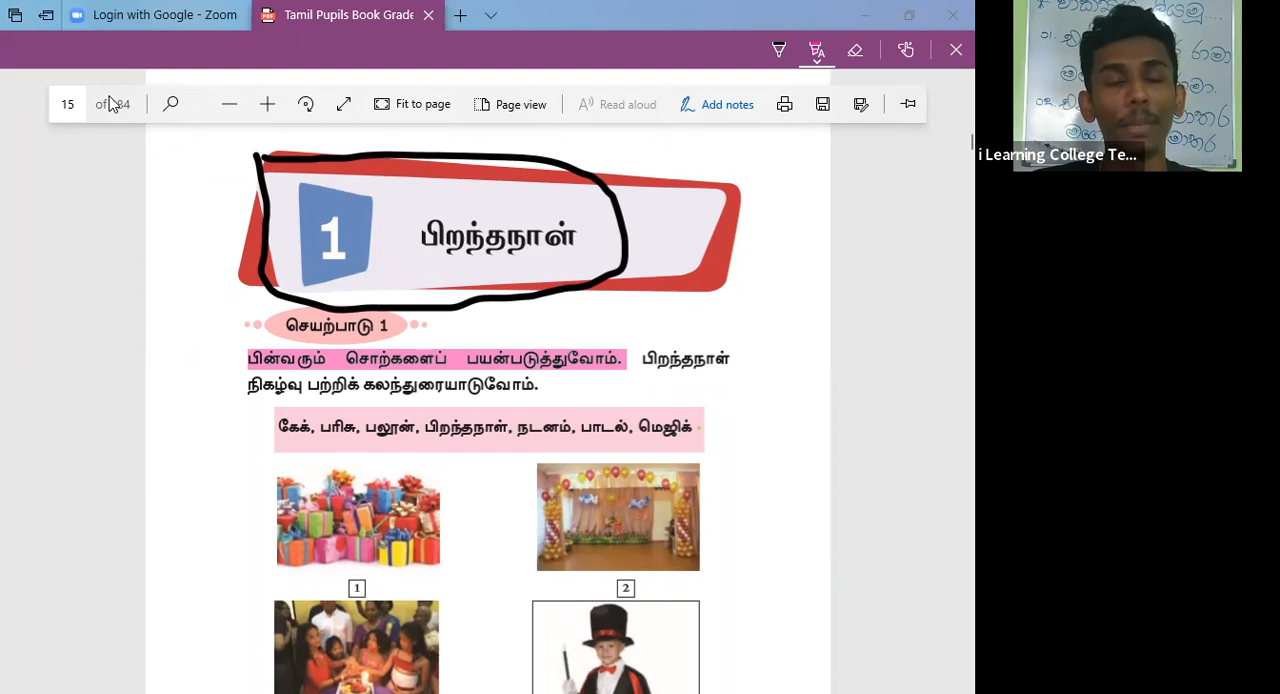 Login with Google - Zoom
Tamil Pupils Book Grade
15 of
Fit to page
Page view
Read aloud
Add notes
i Learning College Te...
1 பிறந்தநாள்
செயற்பாடு 1
பின்வரும் சொற்களைப் பயன்படுத்துவோம். பிறந்தநாள்
நிகழ்வு பற்றிக் கலந்துரையாடுவோம்.
கேக், பரிசு, பலூன், பிறந்தநாள், நடனம், பாடல், மெஜிக்
1
2